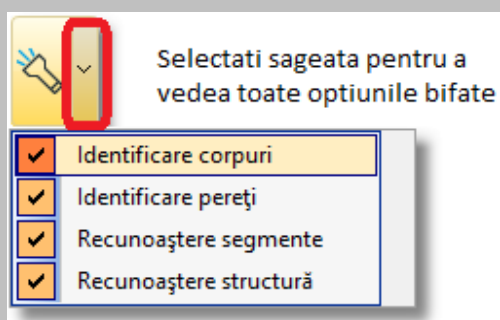 Selectati sageata pentru a
vedea toate optiunile bifate
Identificare corpuri
Identificare pereţi
Recunoaştere segmente
Recunoaştere structură